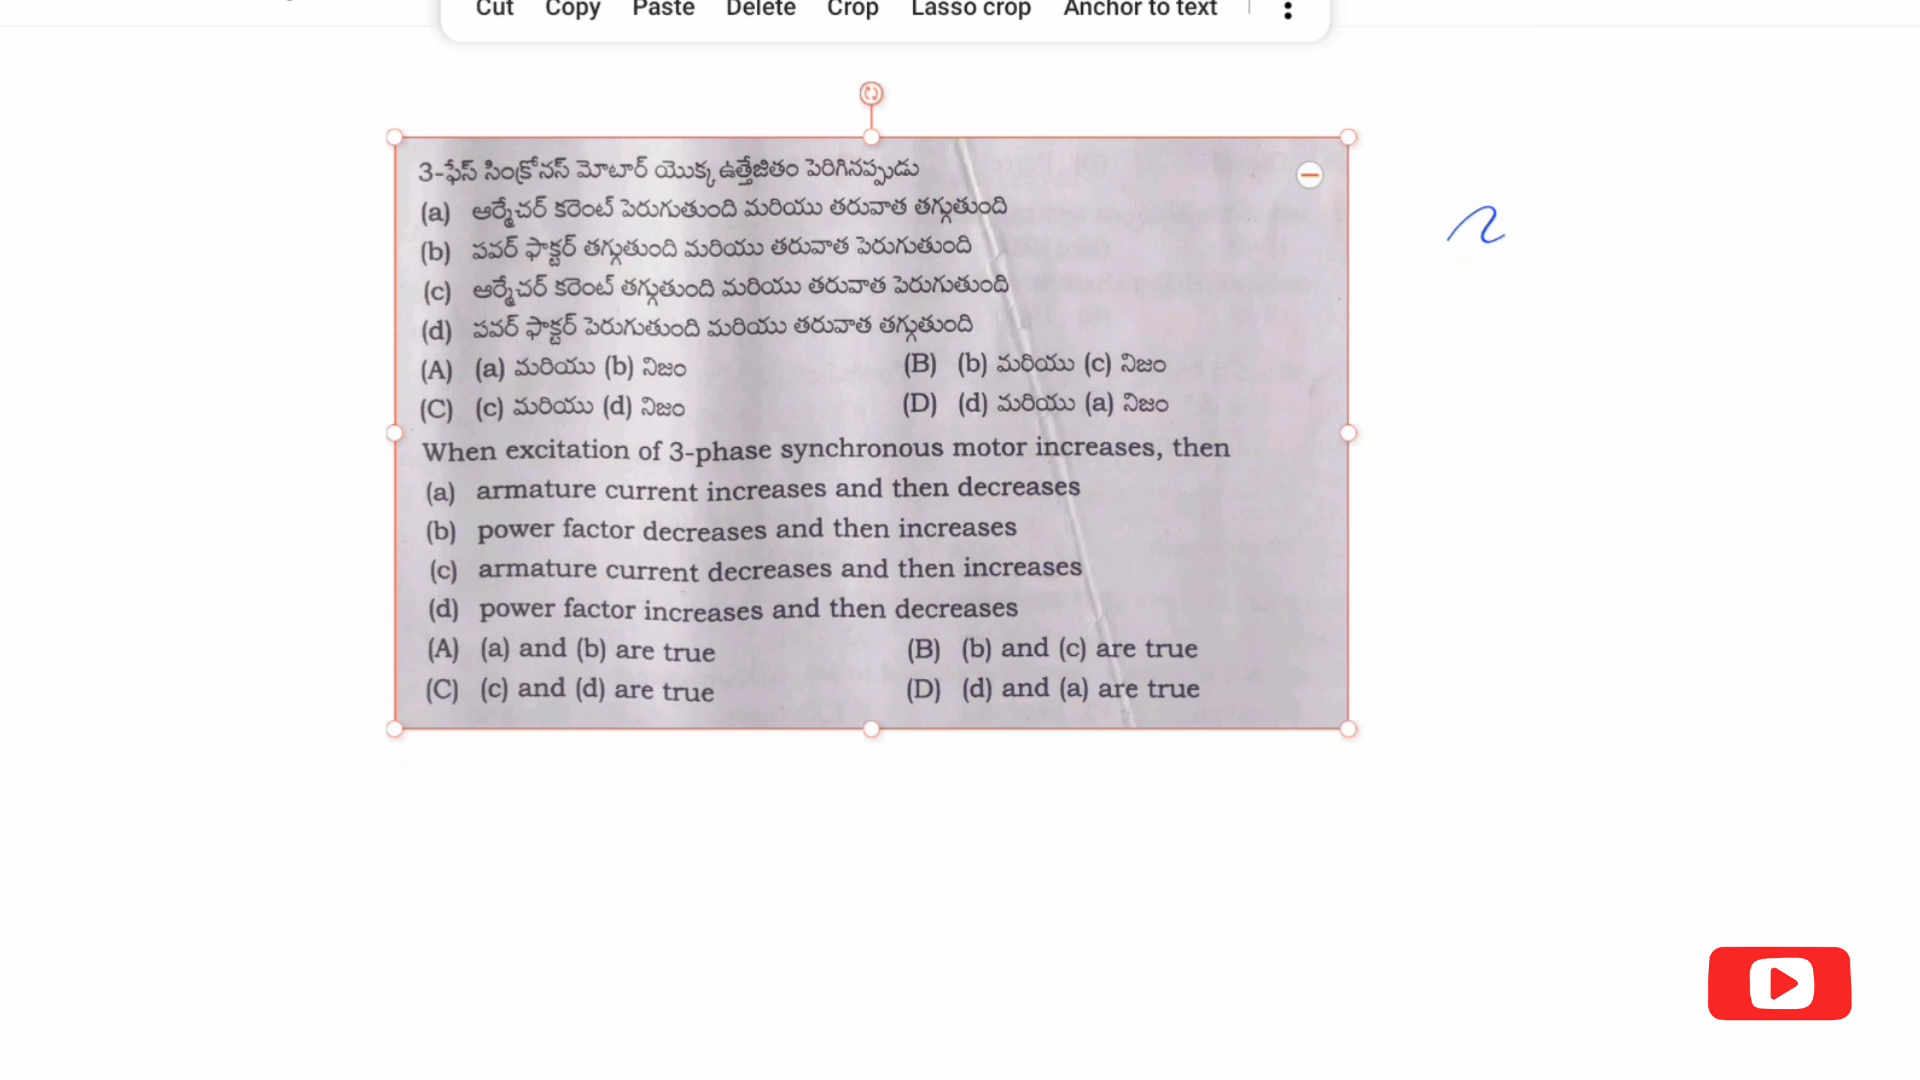 Cut Copy Paste Delete Crop Lasso crop Anchor to text
3-ఫేస్ సింక్రోనస్ మోటార్ యొక్క ఉత్తేజితం పెరిగినప్పుడు
(a) ఆర్మేచర్ కరెంట్ పెరుగుతుంది మరియు తరువాత తగ్గుతుంది
(b) పవర్ ఫాక్టర్ తగ్గుతుంది మరియు తరువాత పెరుగుతుంది
(c) ఆర్మేచర్ కరెంట్ తగ్గుతుంది మరియు తరువాత పెరుగుతుంది
(d) పవర్ ఫాక్టర్ పెరుగుతుంది మరియు తరువాత తగ్గుతుంది
(A) (a) మరియు (b) నిజం (B) (b) మరియు (c) నిజం
(C) (c) మరియు (d) నిజం (D) (d) మరియు (a) నిజం
When excitation of 3-phase synchronous motor increases, then
(a) armature current increases and then decreases
(b) power factor decreases and then increases
(c) armature current decreases and then increases
(d) power factor increases and then decreases
(A) (a) and (b) are true (B) (b) and (c) are true
(C) (c) and (d) are true (D) (d) and (a) are true